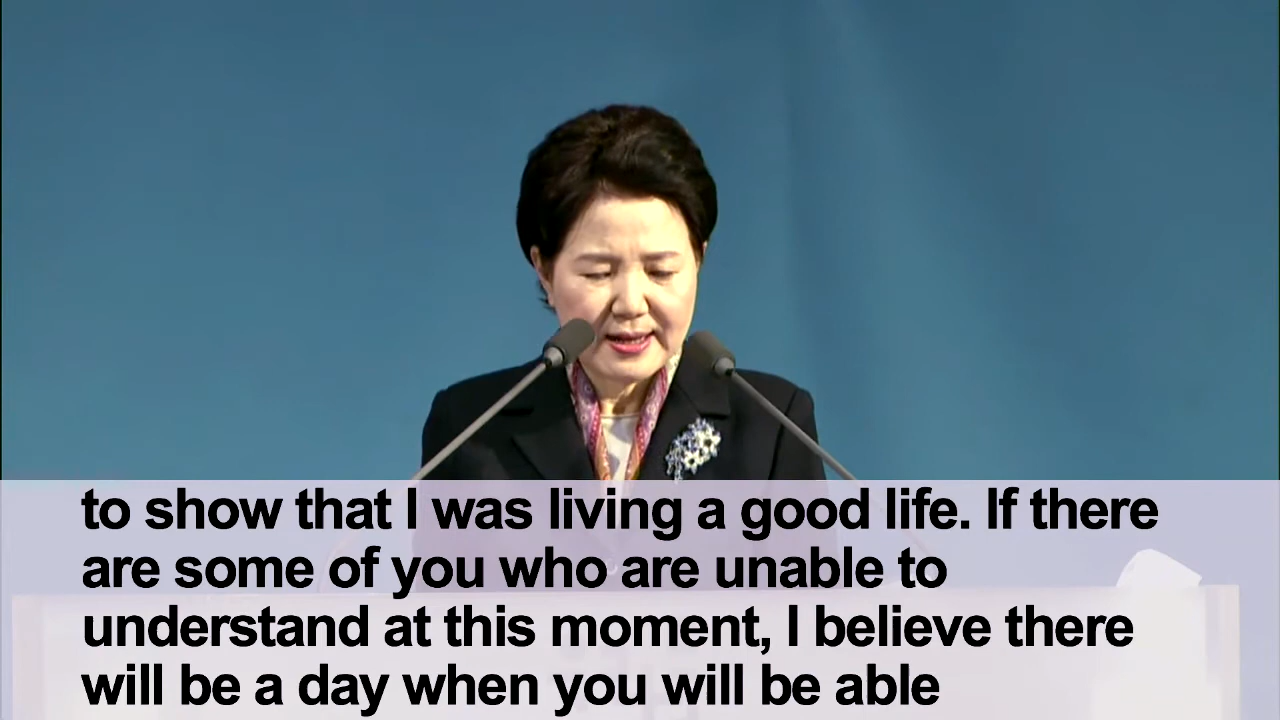 to show that I was living a good life. If there
are some of you who are unable to
understand at this moment, I believe there
will be a day when you will be able